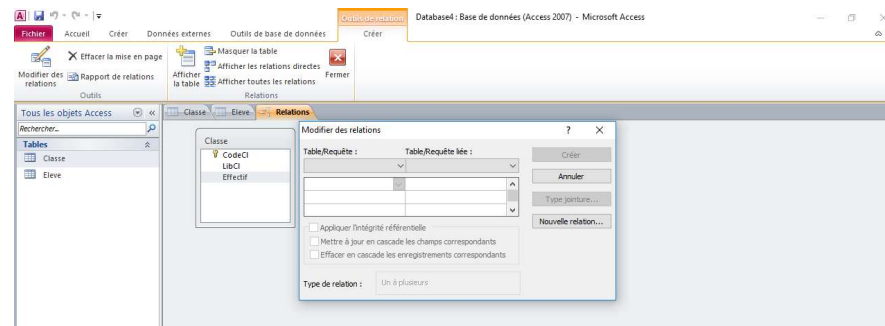 Outils de relation
Database4 : Base de données (Access 2007) - Microsoft Access
Fichier Accueil Créer Données externes Outils de base de données Créer
Modifier des relations
Effacer la mise en page
Rapport de relations
Outils
Afficher la table
Masquer la table
Afficher les relations directes
Afficher toutes les relations
Fermer
Relations
Tous les objets Access
Rechercher...
Tables
Classe
Eleve
Classe Eleve Relations
Classe
CodeCl
LibCl
Effectif
Modifier des relations ? X
Table/Requête : Table/Requête liée :
Créer
Annuler
Type jointure...
Nouvelle relation...
Appliquer l'intégrité référentielle
Mettre à jour en cascade les champs correspondants
Effacer en cascade les enregistrements correspondants
Type de relation : Un à plusieurs